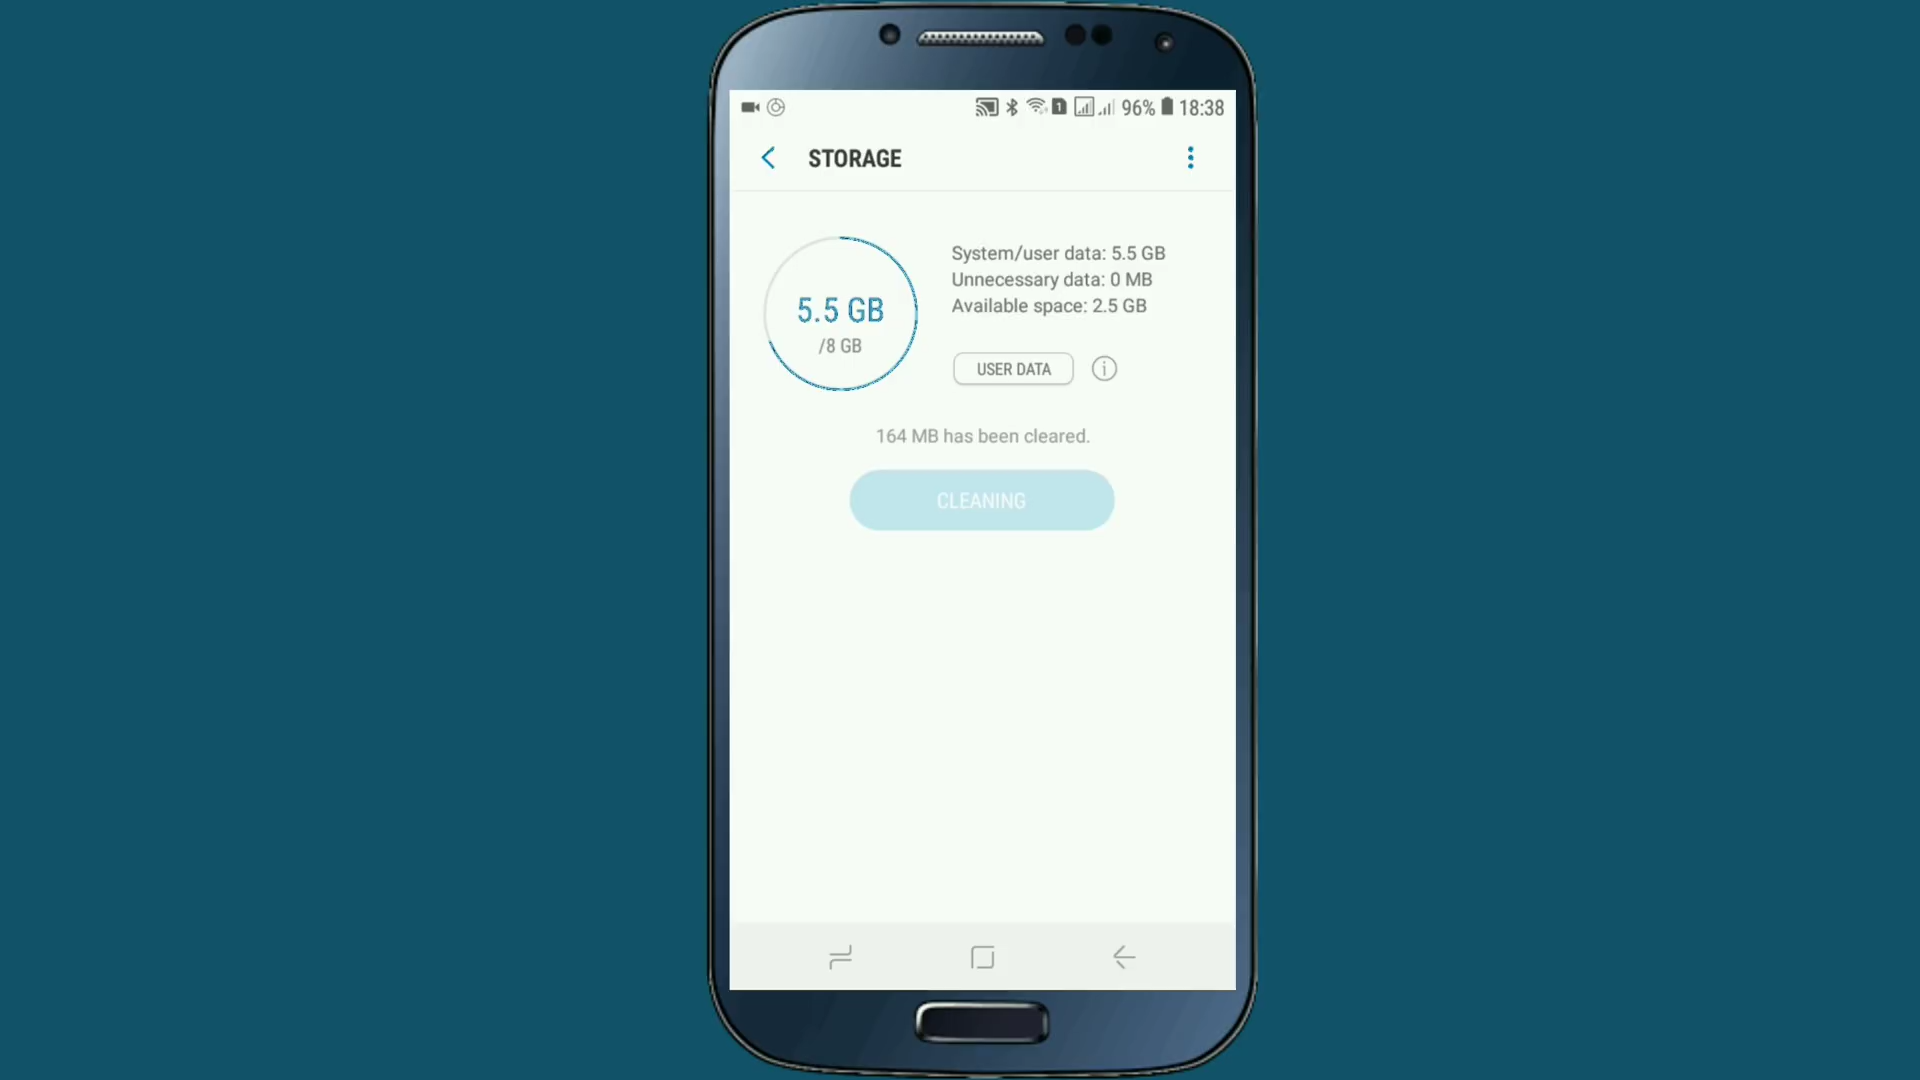 1 96% 18:38
STORAGE
5.5 GB
/8 GB
System/user data: 5.5 GB
Unnecessary data: 0 MB
Available space: 2.5 GB
USER DATA
164 MB has been cleared.
CLEANING